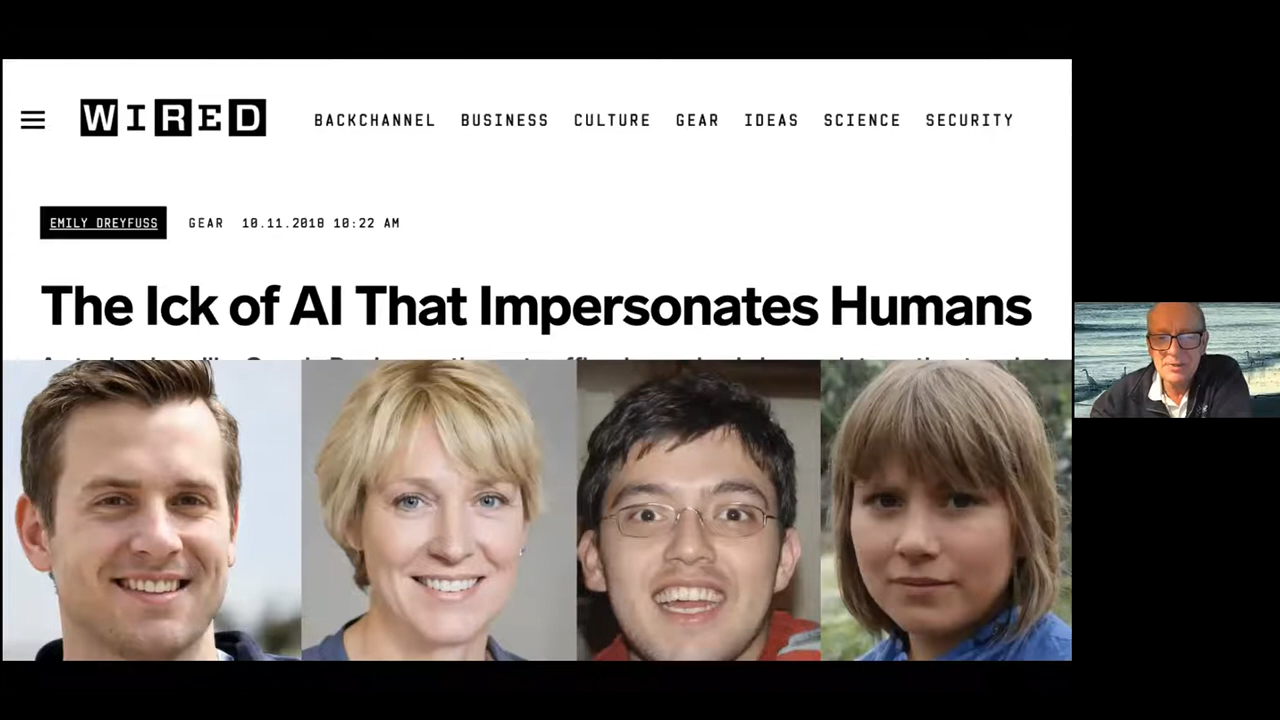 WIRED BACKCHANNEL BUSINESS CULTURE GEAR IDEAS SCIENCE SECURITY
EMILY DREYFUSS GEAR 10.11.2018 10:22 AM
The Ick of AI That Impersonates Humans